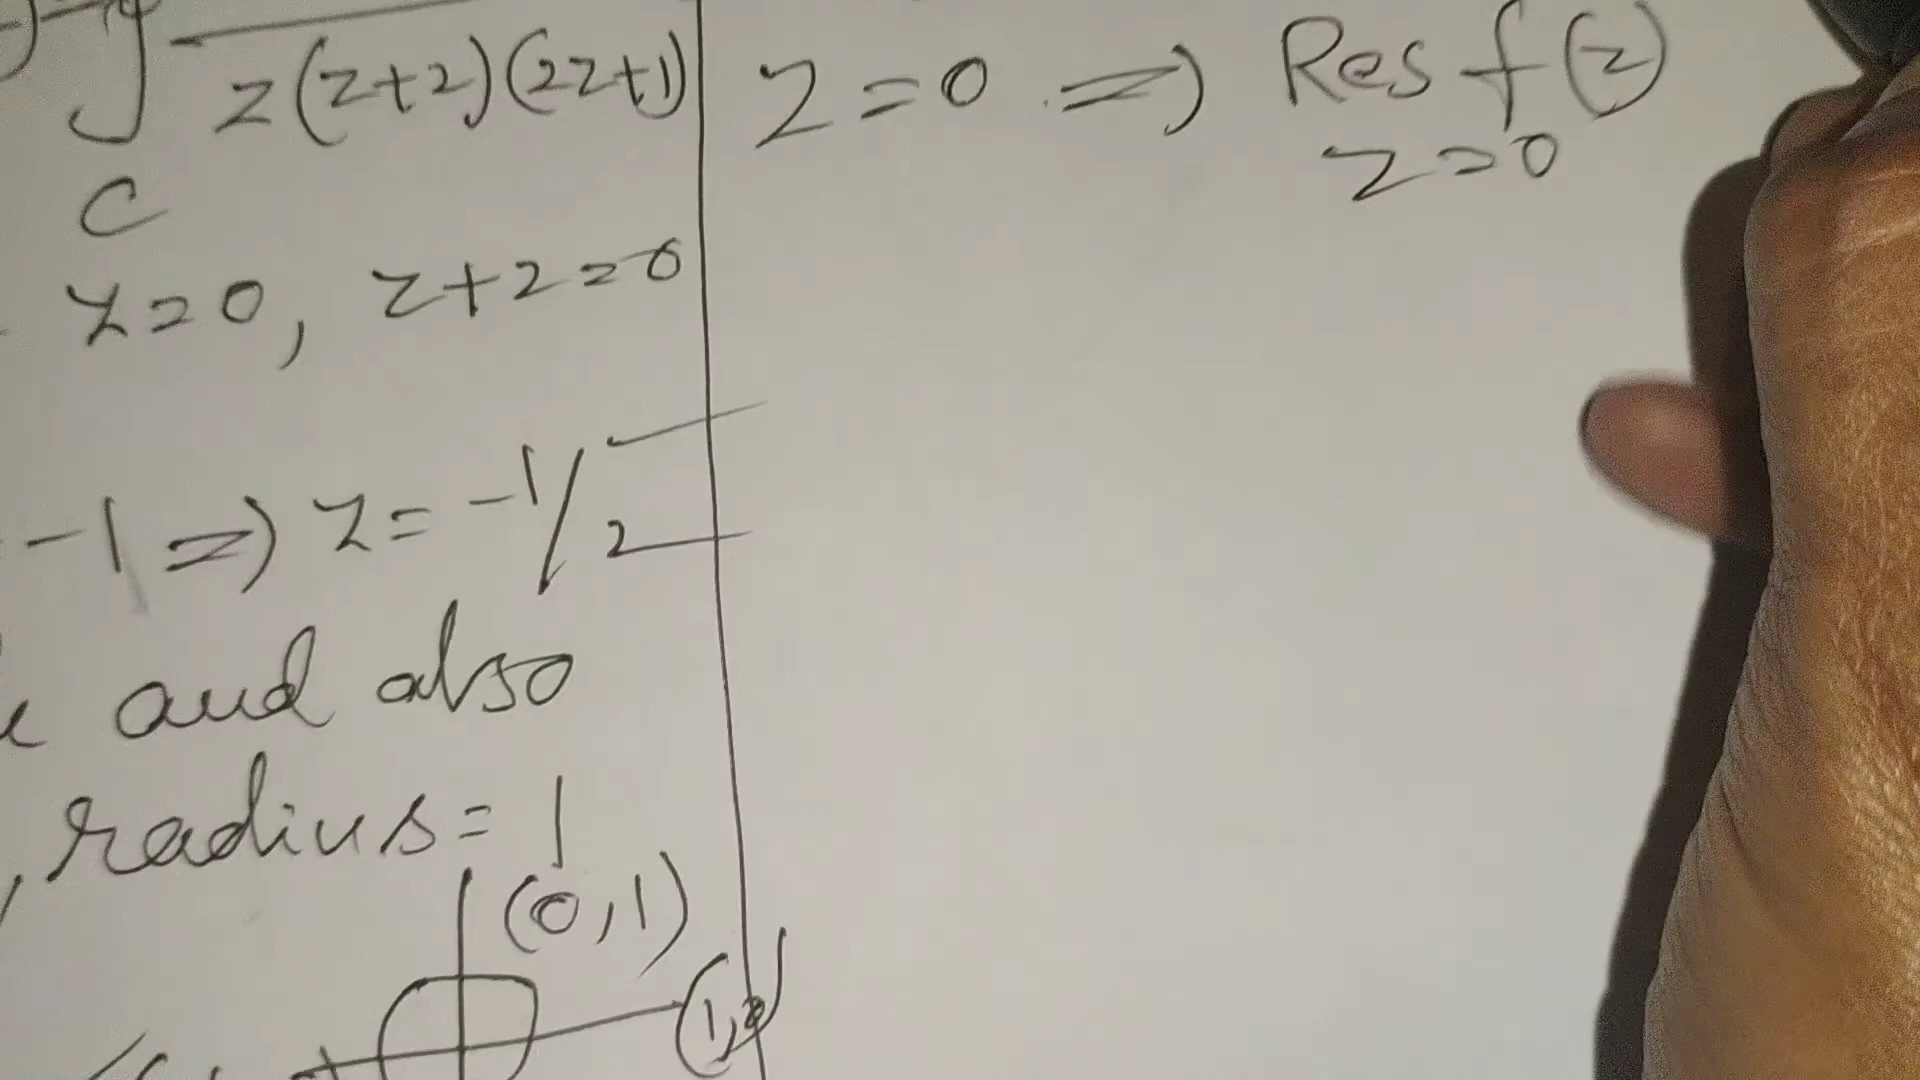 ∫ z(z+2)(2z+1)
C
z=0, z+2=0
-1 => z = -1/2
and also
, radius = 1
(0,1)
(1,0)
z=0 => Res f(z)
z=0